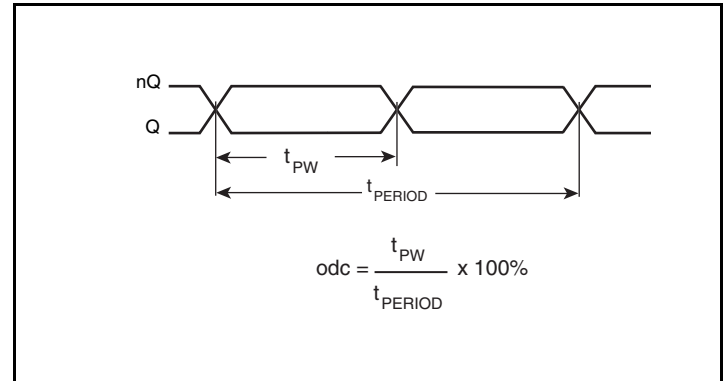 nQ
Q
tPW
tPERIOD
tPW
odc = ——— x 100%
tPERIOD